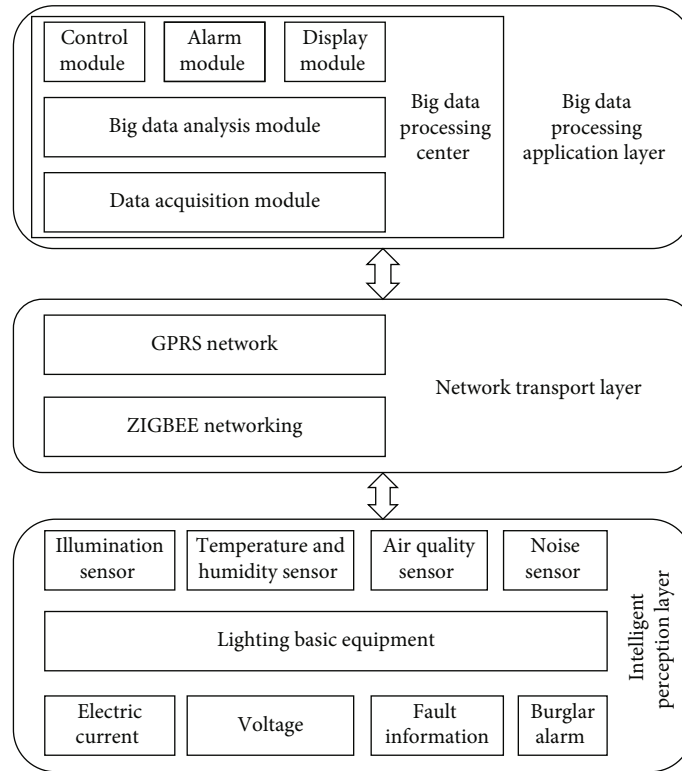 Control
module
Alarm
module
Display
module
Big data analysis module
Data acquisition module
Big data
processing
center
Big data
processing
application layer
GPRS network
ZIGBEE networking
Network transport layer
Illumination
sensor
Temperature and
humidity sensor
Air quality
sensor
Noise
sensor
Lighting basic equipment
Electric
current
Voltage
Fault
information
Burglar
alarm
Intelligent
perception layer